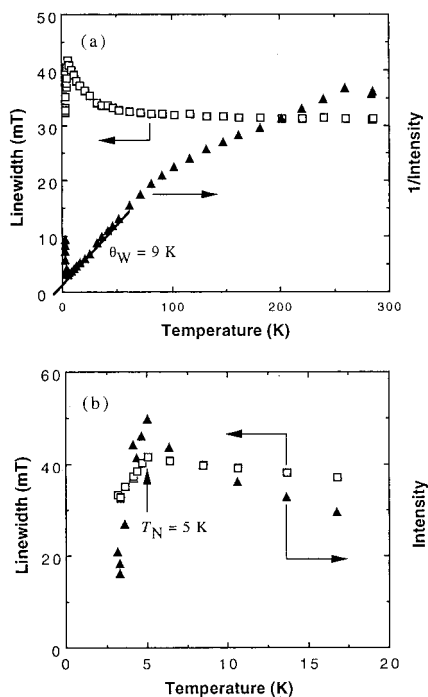 (a)
50
40
30
20
10
0
Linewidth (mT)
1/Intensity
θW = 9 K
0
100
200
300
Temperature (K)
(b)
60
40
20
0
Linewidth (mT)
Intensity
TN = 5 K
0
5
10
15
20
Temperature (K)